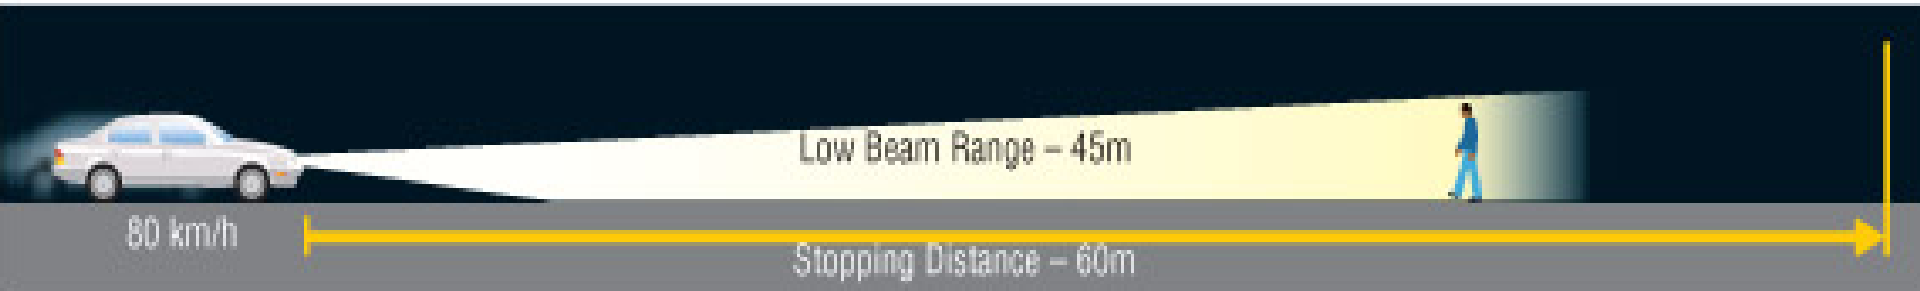 Low Beam Range – 45m
80 km/h
Stopping Distance – 60m